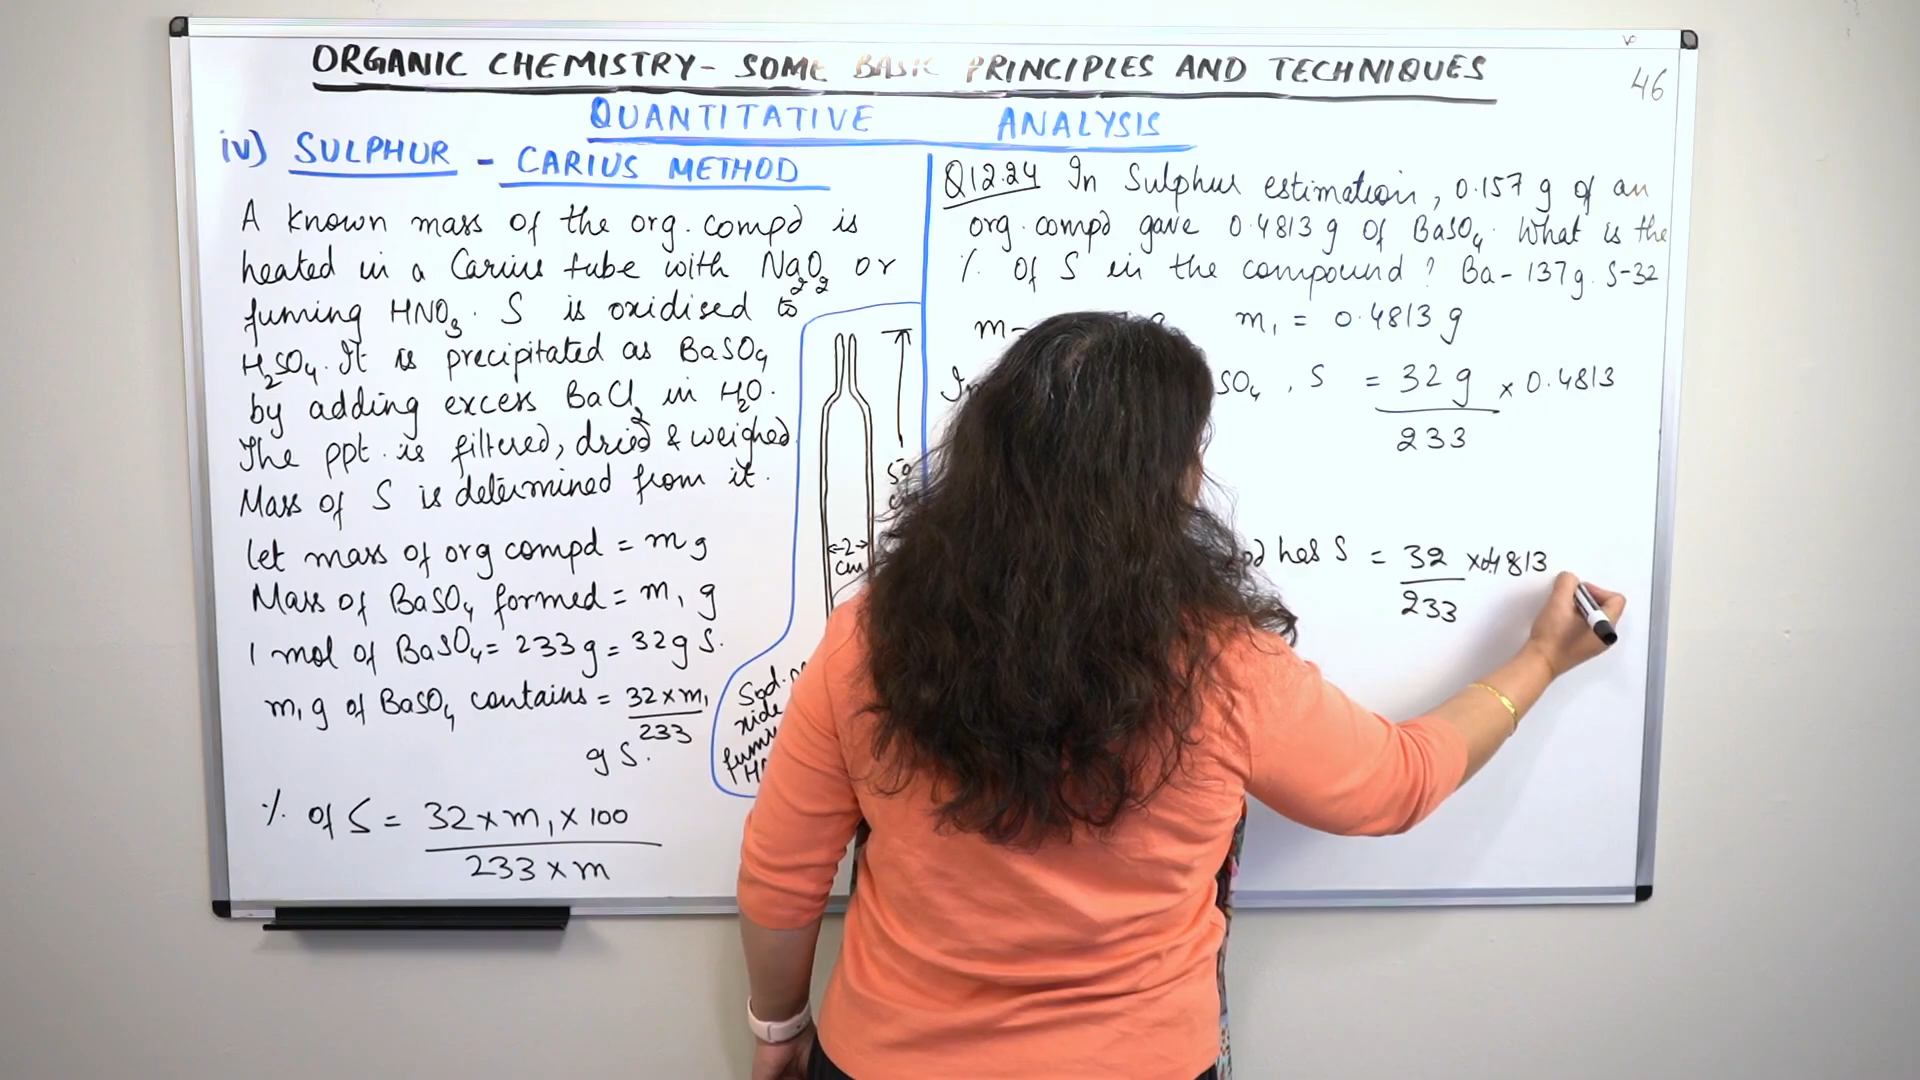 ORGANIC CHEMISTRY- SOME BASIC PRINCIPLES AND TECHNIQUES
46
QUANTITATIVE ANALYSIS
iv) SULPHUR - CARIUS METHOD
A known mass of the org. compd is
heated in a Carius tube with Na2O2 or
fuming HNO3. S is oxidised to
H2SO4. It is precipitated as BaSO4
by adding excess BaCl2 in H2O.
The ppt. is filtered, dried & weighed.
Mass of S is determined from it.
let mass of org compd = m g
Mass of BaSO4 formed = m1 g
1 mol of BaSO4 = 233 g = 32g S.
m1 g of BaSO4 contains = 32 x m1
233
g S.
% of S = 32 x m1 x 100
233 x m
2
cm
Sod.
fumi
Q12.24 In Sulphur estimation, 0.157 g of an
org. compd gave 0.4813 g of BaSO4. What is the
% of S in the compound? Ba - 137g. S-32
m1 = 0.4813 g
SO4, S = 32 g x 0.4813
233
has S = 32 x 0.4813
233